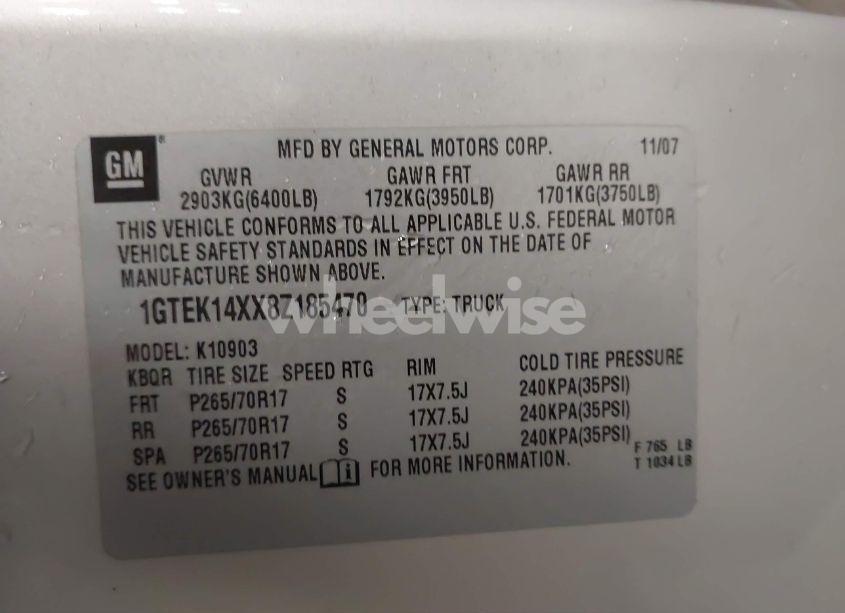 GM
MFD BY GENERAL MOTORS CORP. 11/07
GVWR GAWR FRT GAWR RR
2903KG(6400LB) 1792KG(3950LB) 1701KG(3750LB)
THIS VEHICLE CONFORMS TO ALL APPLICABLE U.S. FEDERAL MOTOR
VEHICLE SAFETY STANDARDS IN EFFECT ON THE DATE OF
MANUFACTURE SHOWN ABOVE.
1GTEK14XX8Z185470 TYPE: TRUCK
wheelwise
MODEL: K10903
KBQR TIRE SIZE SPEED RTG RIM COLD TIRE PRESSURE
FRT P265/70R17 S 17X7.5J 240KPA(35PSI)
RR P265/70R17 S 17X7.5J 240KPA(35PSI)
SPA P265/70R17 S 17X7.5J 240KPA(35PSI)
SEE OWNER'S MANUAL i FOR MORE INFORMATION.
F 765 LB
T 1034 LB